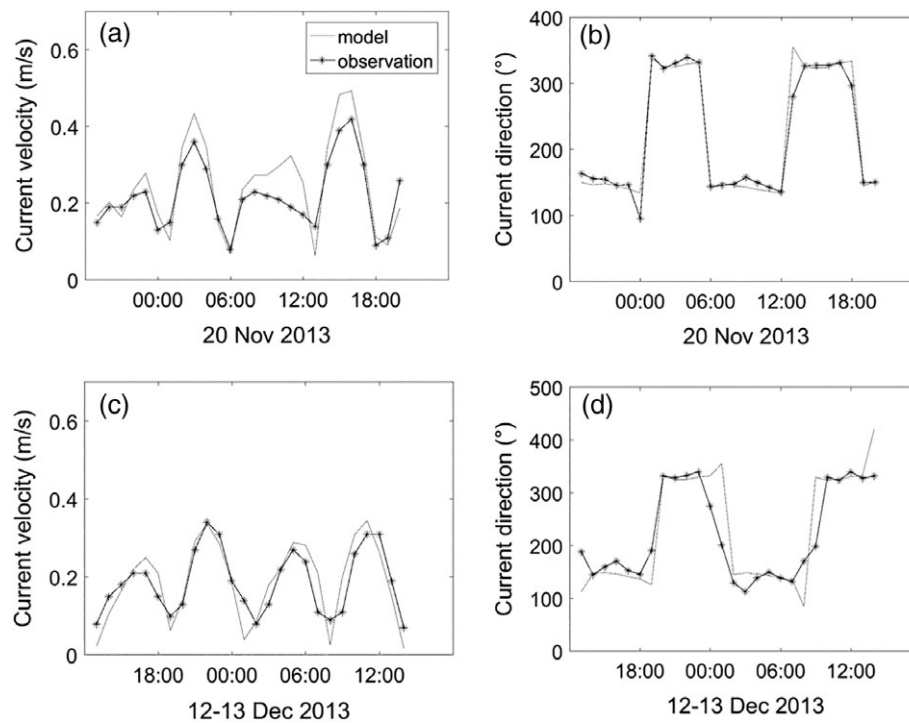 (a)
model
observation
Current velocity (m/s)
0.6
0.4
0.2
0
00:00 06:00 12:00 18:00
20 Nov 2013
(b)
Current direction (°)
400
300
200
100
0
00:00 06:00 12:00 18:00
20 Nov 2013
(c)
Current velocity (m/s)
0.6
0.4
0.2
0
18:00 00:00 06:00 12:00
12-13 Dec 2013
(d)
Current direction (°)
500
400
300
200
100
0
18:00 00:00 06:00 12:00
12-13 Dec 2013